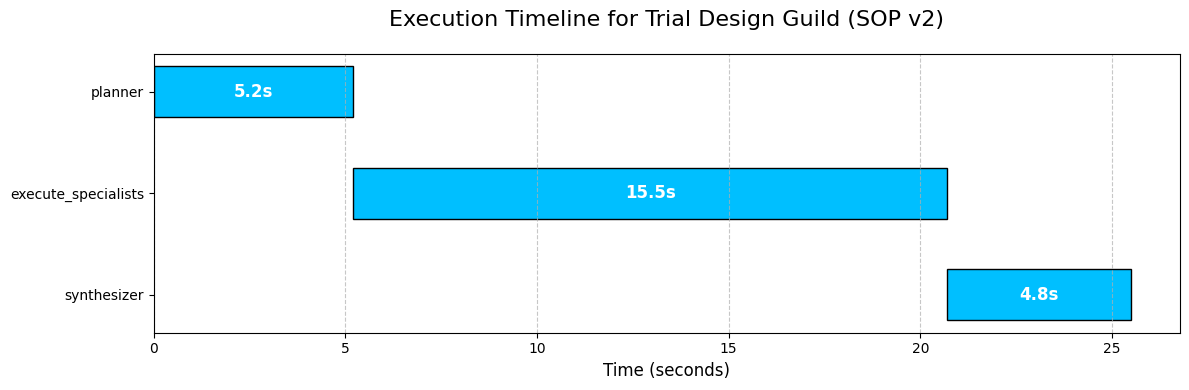 Execution Timeline for Trial Design Guild (SOP v2)
planner
5.2s
execute_specialists
15.5s
synthesizer
4.8s
0
5
10
15
20
25
Time (seconds)